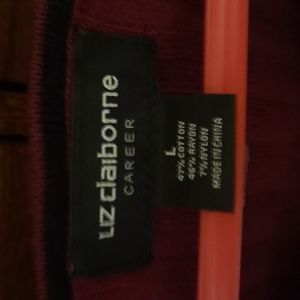 liz claiborne
CAREER
L
47% COTTON
46% RAYON
7% NYLON
MADE IN CHINA